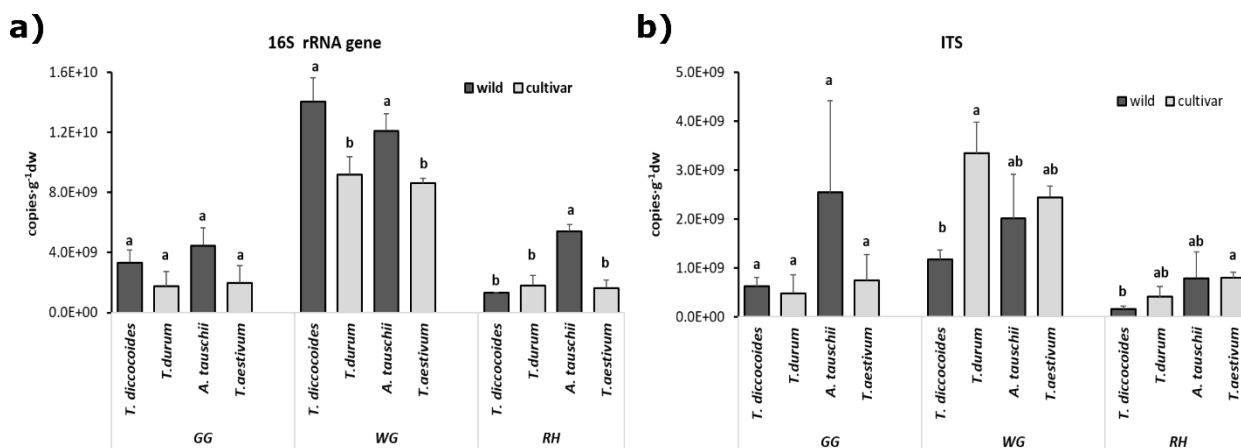 a)
16S rRNA gene
wild cultivar
copies·g⁻¹dw
1.6E+10
1.2E+10
8.0E+09
4.0E+09
0.0E+00
a a a a
a b a b
b b a b
T. diccocoides T.durum A. tauschii T.aestivum
T. diccocoides T.durum A. tauschii T.aestivum
T. diccocoides T.durum A. tauschii T.aestivum
GG WG RH
b)
ITS
wild cultivar
copies·g⁻¹dw
5.0E+09
4.0E+09
3.0E+09
2.0E+09
1.0E+09
0.0E+00
a a a a
b a ab ab
b ab ab a
T. diccocoides T.durum A. tauschii T.aestivum
T. diccocoides T.durum A. tauschii T.aestivum
T. diccocoides T.durum A. tauschii T.aestivum
GG WG RH